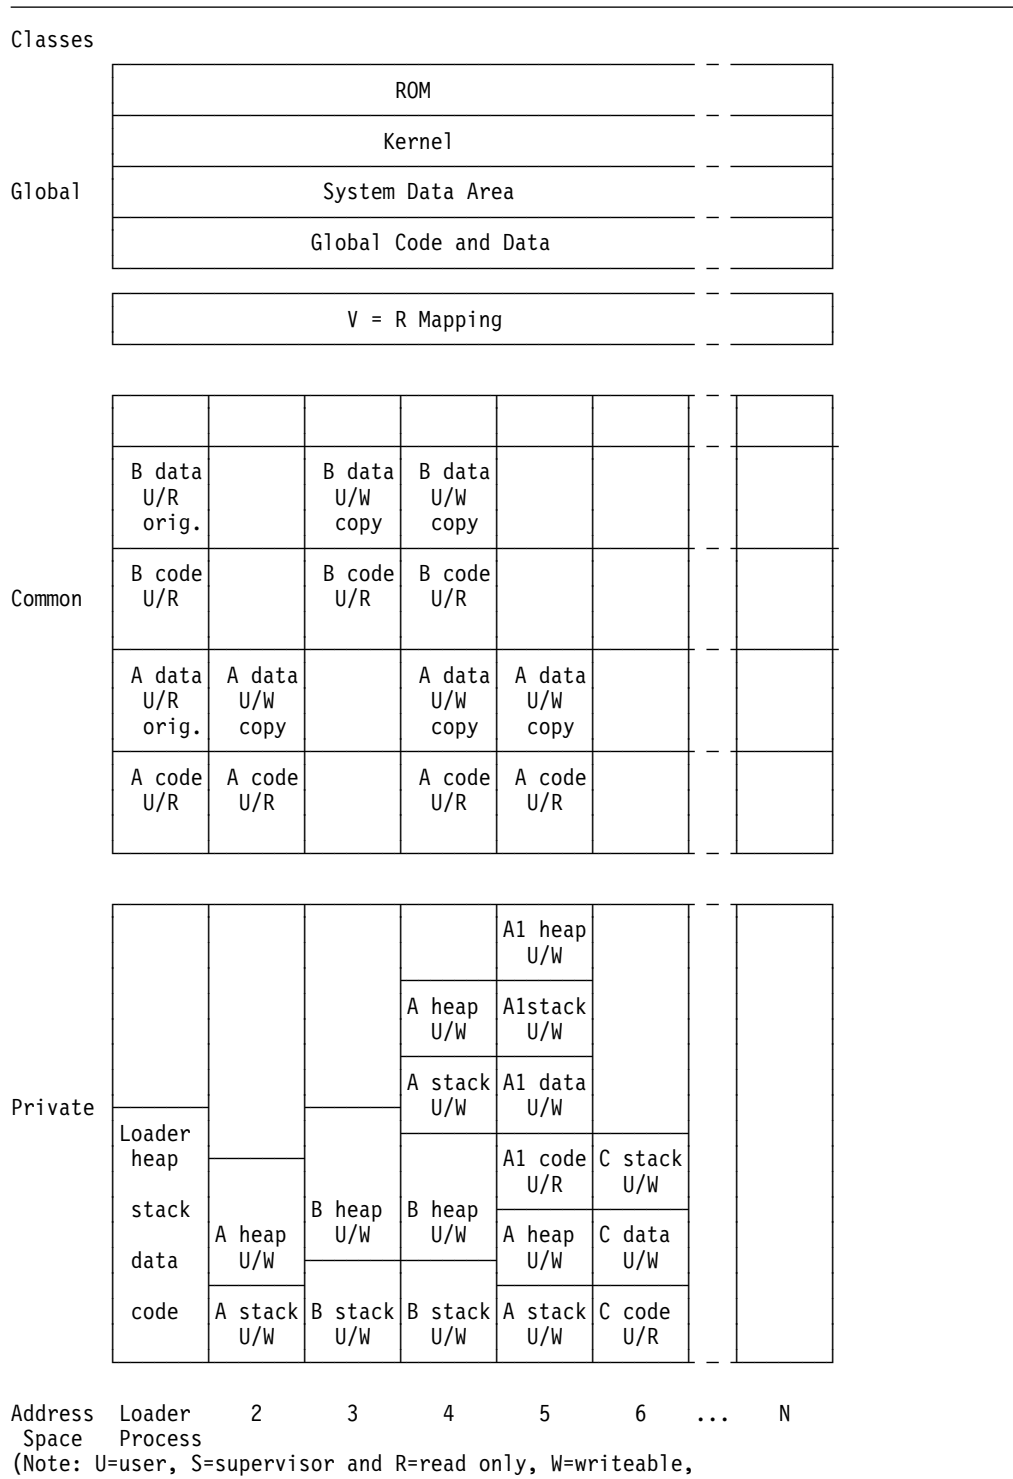 Classes
ROM
Kernel
Global System Data Area
Global Code and Data
V = R Mapping
B data B data B data
U/R U/W U/W
orig. copy copy
B code B code B code
Common U/R U/R U/R
A data A data A data A data
U/R U/W U/W U/W
orig. copy copy copy
A code A code A code A code
U/R U/R U/R U/R
A1 heap
U/W
A heap A1stack
U/W U/W
A stack A1 data
Private U/W U/W
Loader
heap A1 code C stack
U/R U/W
stack B heap B heap
A heap U/W U/W A heap C data
data U/W U/W U/W
code A stack B stack B stack A stack C code
U/W U/W U/W U/W U/R
Address Loader 2 3 4 5 6 ... N
Space Process
(Note: U=user, S=supervisor and R=read only, W=writeable,